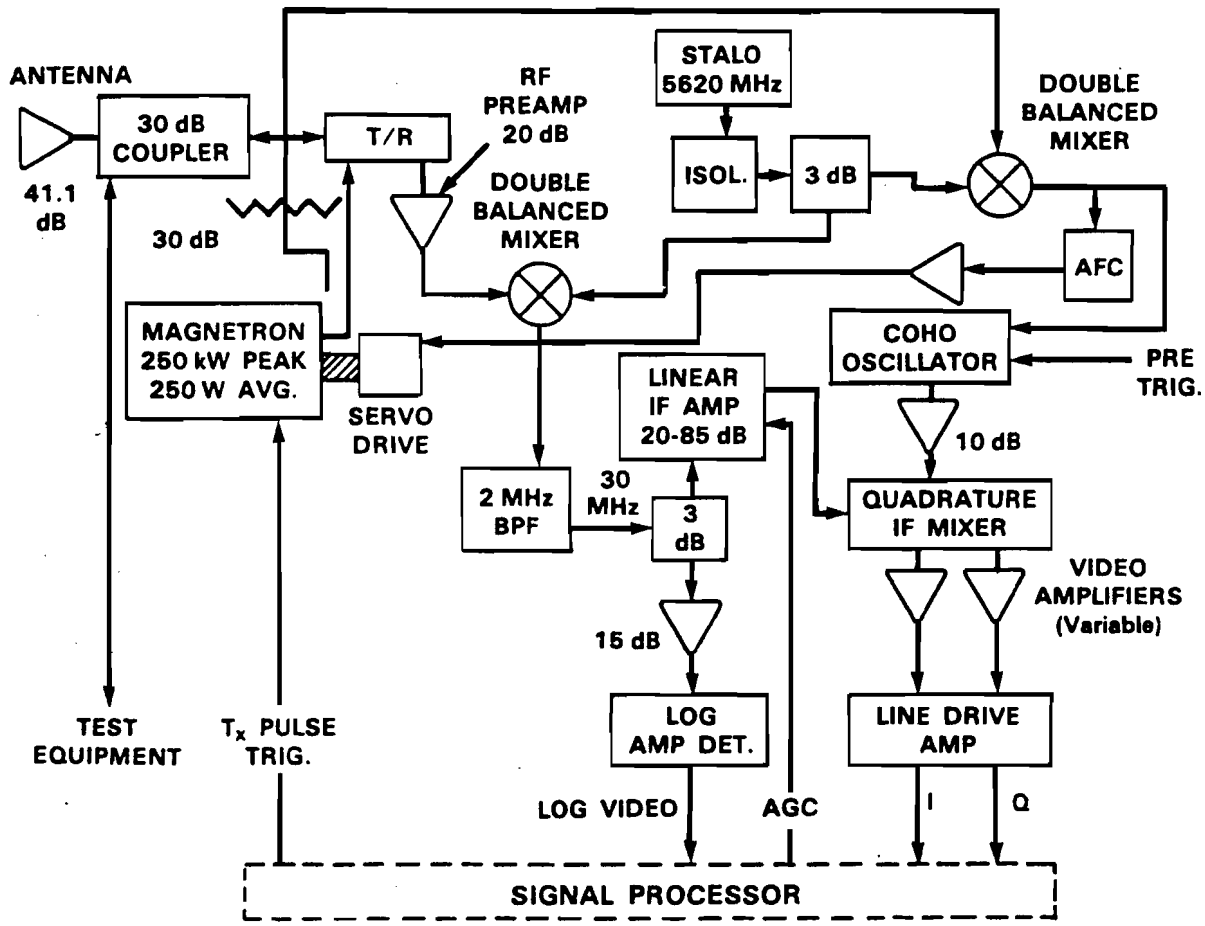 ANTENNA
30 dB
COUPLER
41.1
dB
30 dB
T/R
RF
PREAMP
20 dB
DOUBLE
BALANCED
MIXER
STALO
5620 MHz
ISOL.
3 dB
DOUBLE
BALANCED
MIXER
AFC
MAGNETRON
250 kW PEAK
250 W AVG.
SERVO
DRIVE
LINEAR
IF AMP
20-85 dB
COHO
OSCILLATOR
PRE
TRIG.
10 dB
2 MHz
BPF
30
MHz
3
dB
QUADRATURE
IF MIXER
VIDEO
AMPLIFIERS
(Variable)
15 dB
TEST
EQUIPMENT
Tx PULSE
TRIG.
LOG
AMP DET.
LINE DRIVE
AMP
LOG VIDEO
AGC
I
Q
SIGNAL PROCESSOR